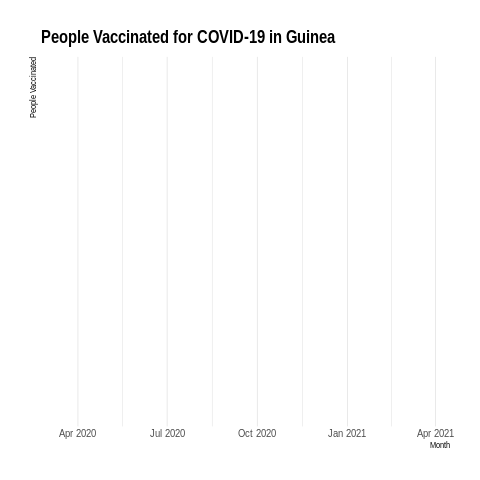 People Vaccinated for COVID-19 in Guinea
People Vaccinated
Apr 2020 Jul 2020 Oct 2020 Jan 2021 Apr 2021
Month